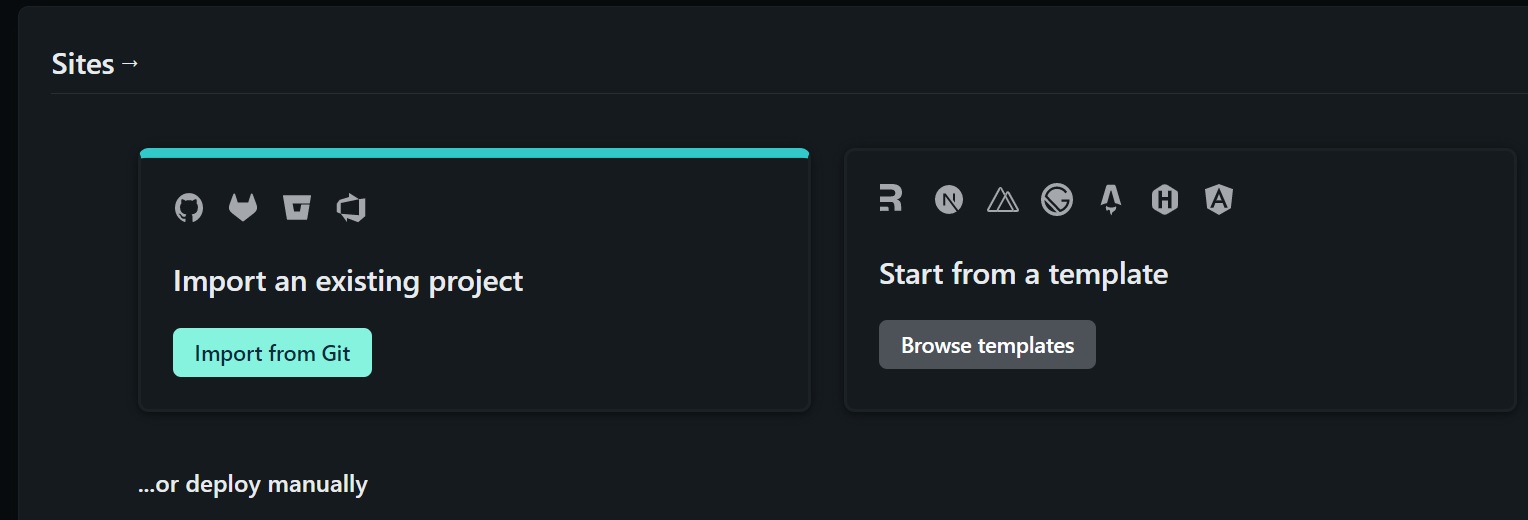 Sites →
Import an existing project
Import from Git
Start from a template
Browse templates
...or deploy manually